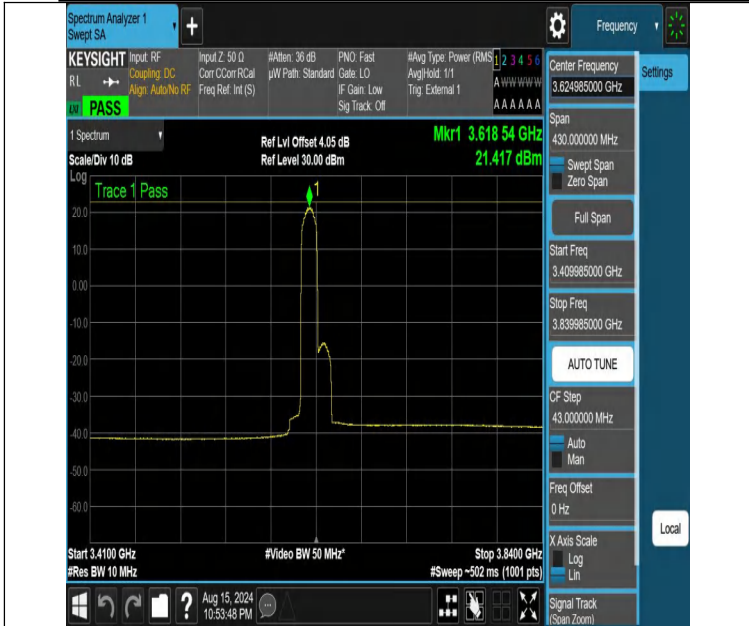 Spectrum Analyzer 1
Swept SA
+
Frequency
KEYSIGHT
RL
LXI PASS
Input: RF
Coupling: DC
Align: Auto/No RF
Input Z: 50 Ω
Corr CCorr RCal
Freq Ref: Int (S)
#Atten: 36 dB
µW Path: Standard
PNO: Fast
Gate: LO
IF Gain: Low
Sig Track: Off
#Avg Type: Power (RMS
Avg|Hold: 1/1
Trig: External 1
1 2 3 4 5 6
A W W W W W
A A A A A A
1 Spectrum
Scale/Div 10 dB
Log
Ref Lvl Offset 4.05 dB
Ref Level 30.00 dBm
Mkr1 3.618 54 GHz
21.417 dBm
Trace 1 Pass
1
20.0
10.0
0.00
-10.0
-20.0
-30.0
-40.0
-50.0
-60.0
Start 3.4100 GHz
#Res BW 10 MHz
#Video BW 50 MHz*
Stop 3.8400 GHz
#Sweep ~502 ms (1001 pts)
Center Frequency
3.624985000 GHz
Settings
Span
430.000000 MHz
Swept Span
Zero Span
Full Span
Start Freq
3.409985000 GHz
Stop Freq
3.839985000 GHz
AUTO TUNE
CF Step
43.000000 MHz
Auto
Man
Freq Offset
0 Hz
X Axis Scale
Log
Lin
Local
Signal Track
(Span Zoom)
?
Aug 15, 2024
10:53:48 PM